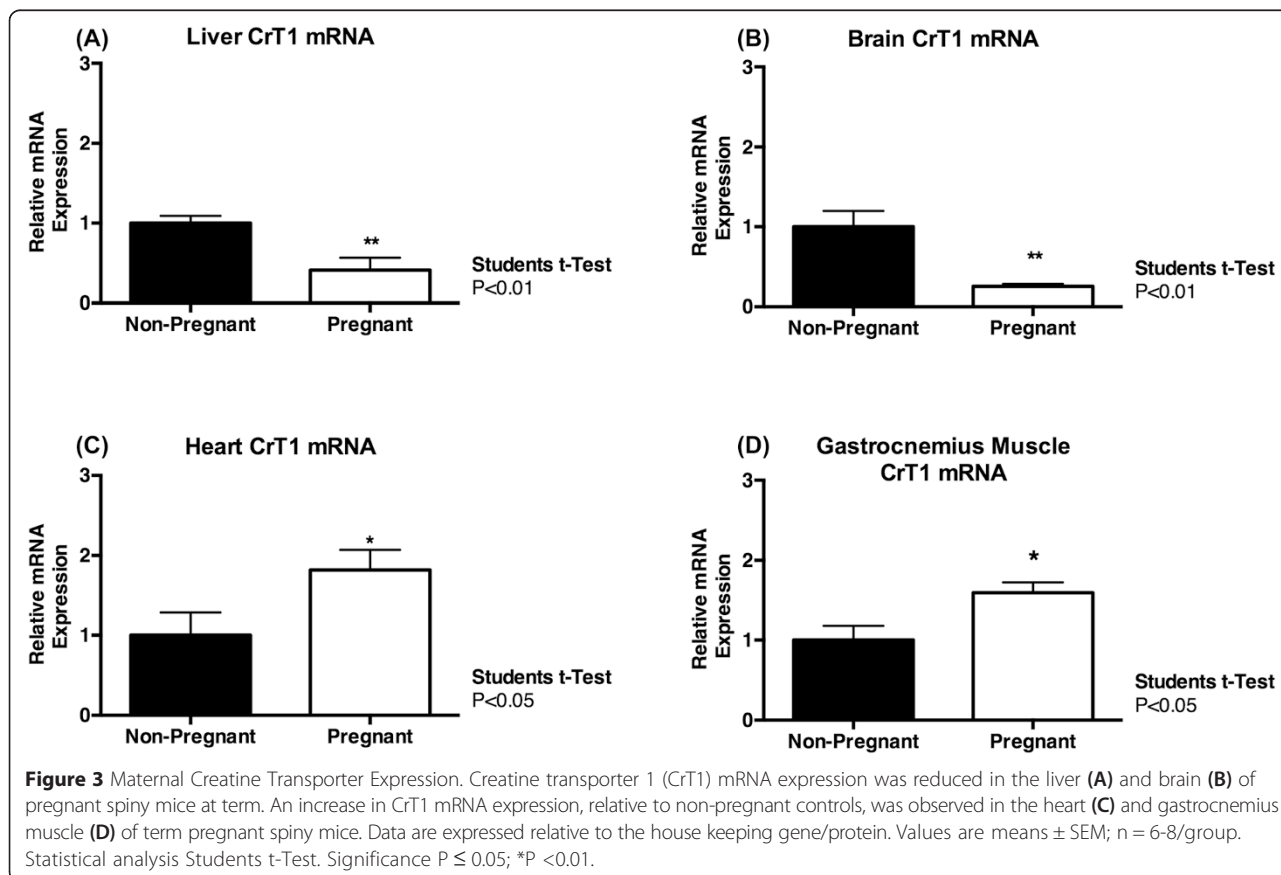 (A) Liver CrT1 mRNA
Relative mRNA
Expression
3
2
1
0
**
Non-Pregnant Pregnant
Students t-Test
P<0.01
(B) Brain CrT1 mRNA
Relative mRNA
Expression
3
2
1
0
**
Non-Pregnant Pregnant
Students t-Test
P<0.01
(C) Heart CrT1 mRNA
Relative mRNA
Expression
3
2
1
0
*
Non-Pregnant Pregnant
Students t-Test
P<0.05
(D) Gastrocnemius Muscle
CrT1 mRNA
Relative mRNA
Expression
3
2
1
0
*
Non-Pregnant Pregnant
Students t-Test
P<0.05
Figure 3 Maternal Creatine Transporter Expression. Creatine transporter 1 (CrT1) mRNA expression was reduced in the liver (A) and brain (B) of
pregnant spiny mice at term. An increase in CrT1 mRNA expression, relative to non-pregnant controls, was observed in the heart (C) and gastrocnemius
muscle (D) of term pregnant spiny mice. Data are expressed relative to the house keeping gene/protein. Values are means ± SEM; n = 6-8/group.
Statistical analysis Students t-Test. Significance P ≤ 0.05; *P <0.01.